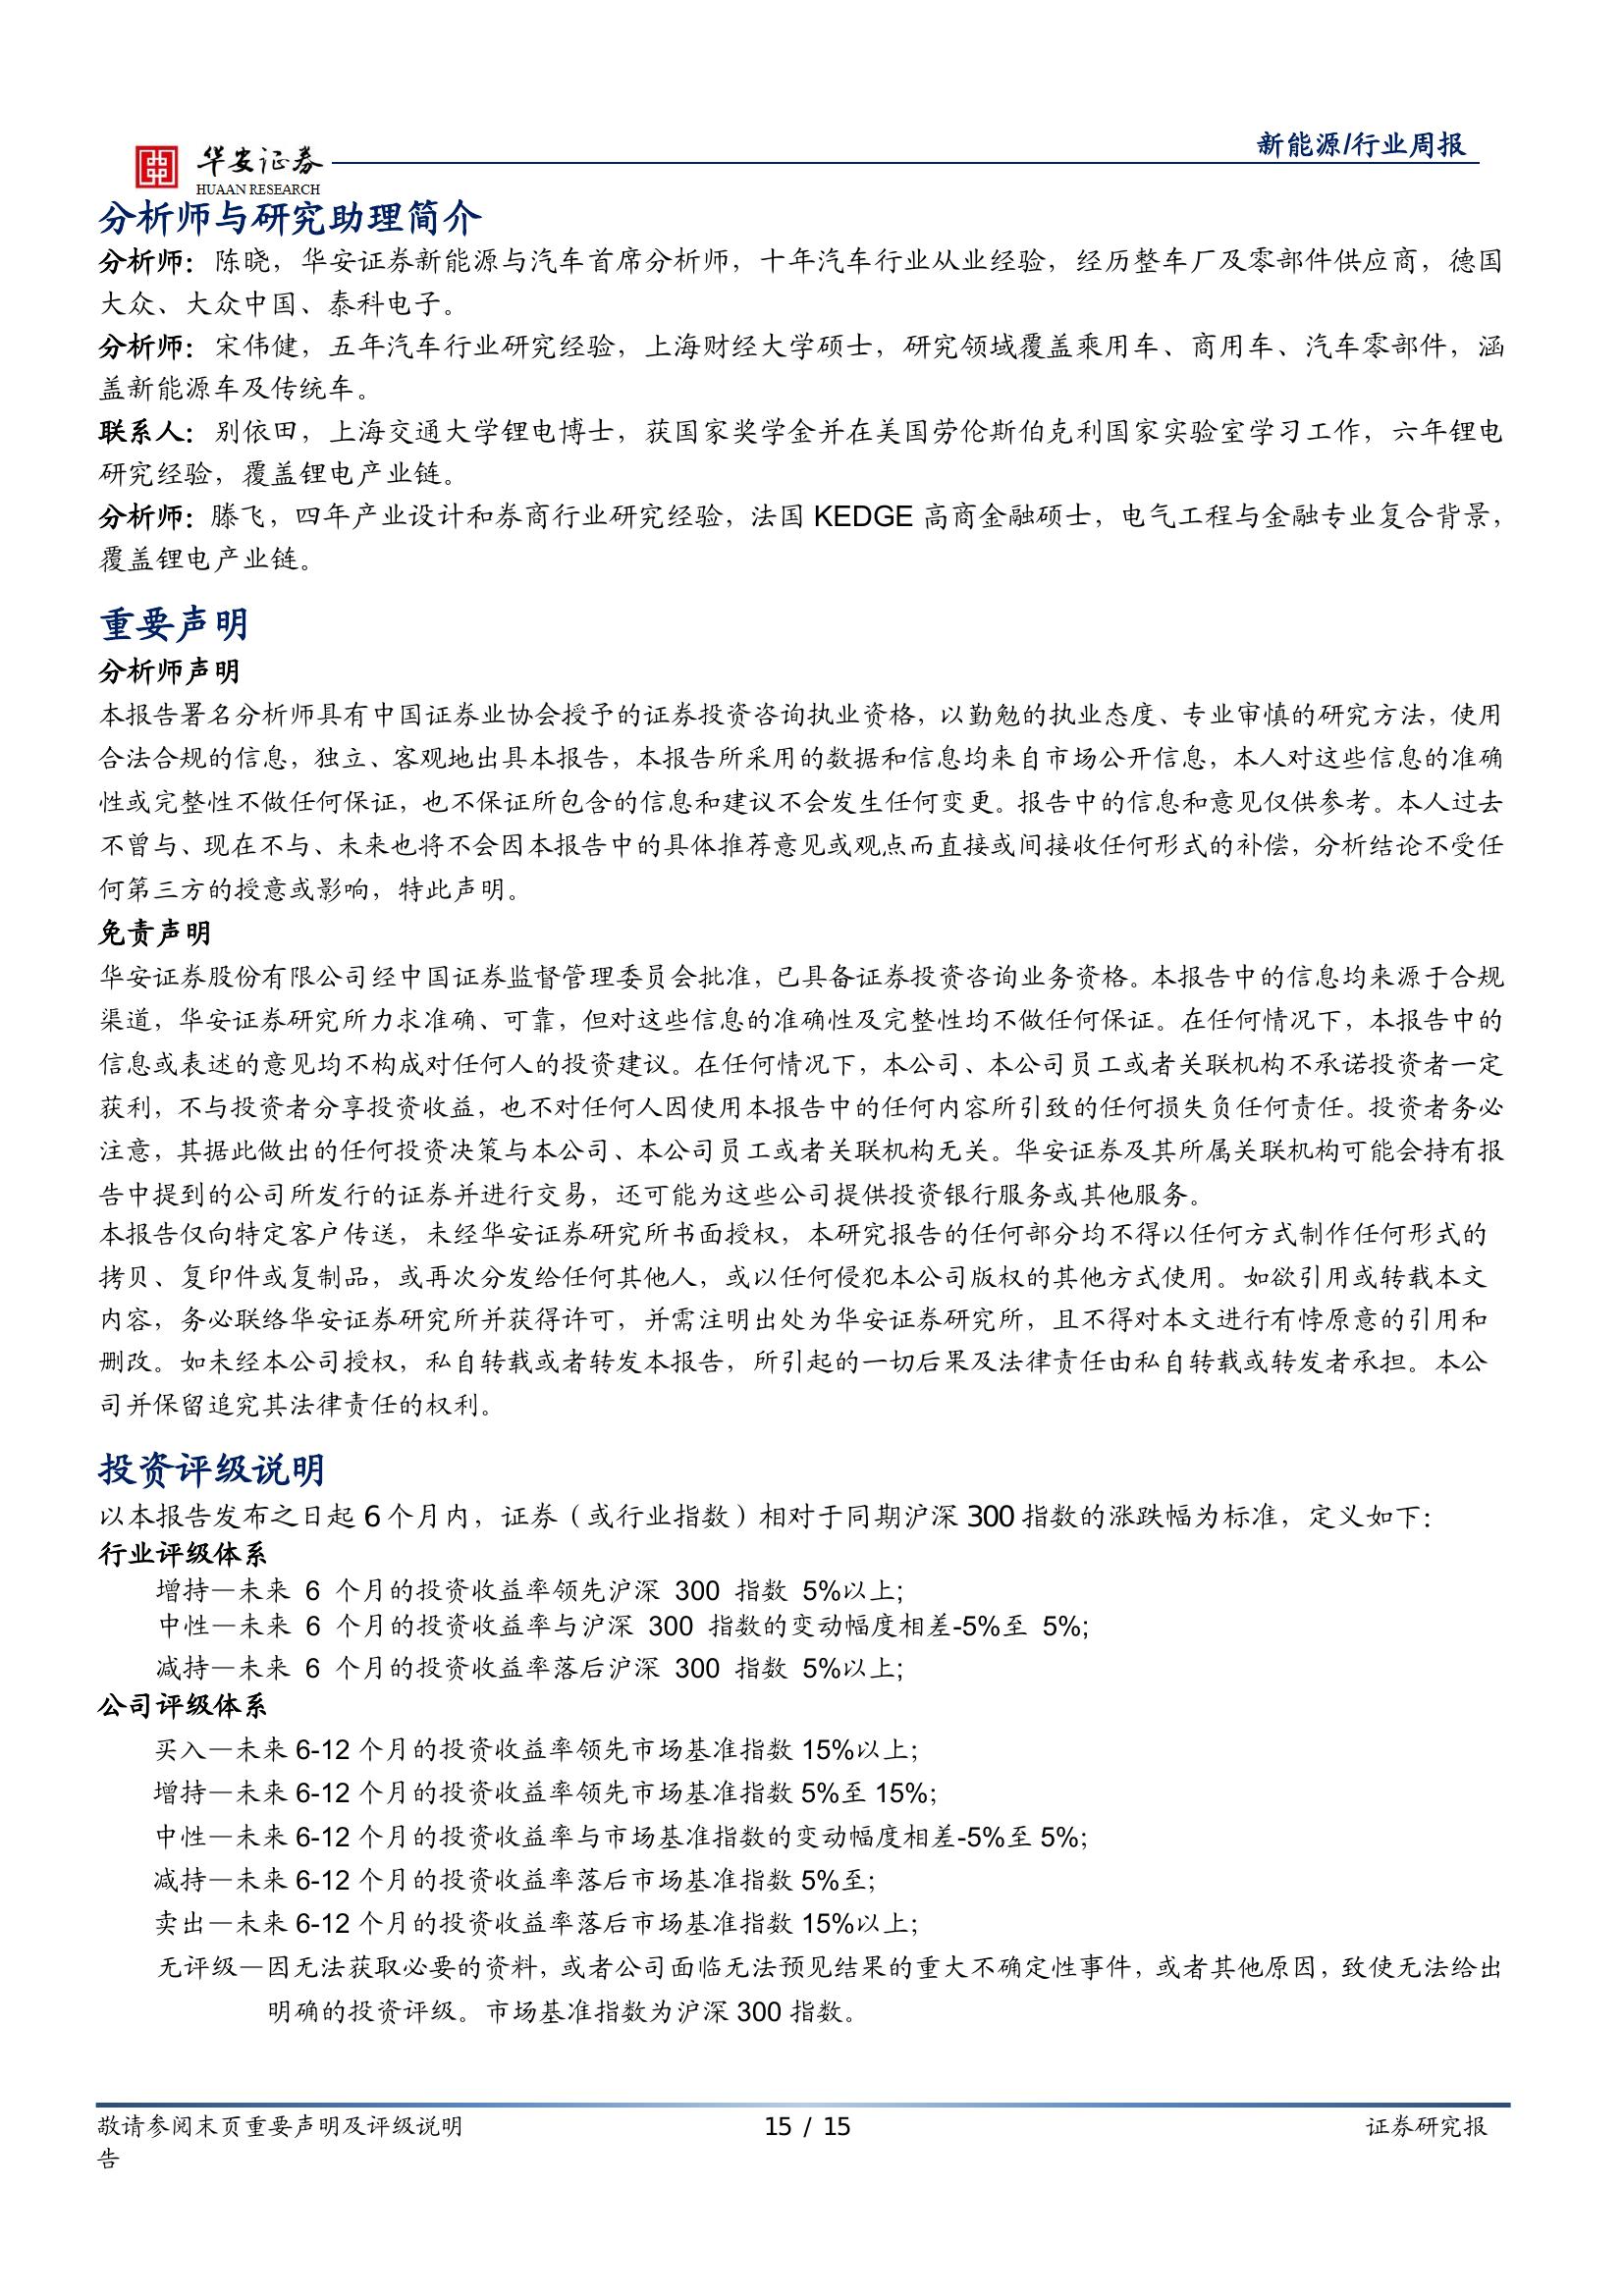 新能源/行业周报
华安证券
HUAAN RESEARCH
分析师与研究助理简介
分析师：陈晓，华安证券新能源与汽车首席分析师，十年汽车行业从业经验，经历整车厂及零部件供应商，德国
大众、大众中国、泰科电子。
分析师：宋伟健，五年汽车行业研究经验，上海财经大学硕士，研究领域覆盖乘用车、商用车、汽车零部件，涵
盖新能源车及传统车。
联系人：别依田，上海交通大学锂电博士，获国家奖学金并在美国劳伦斯伯克利国家实验室学习工作，六年锂电
研究经验，覆盖锂电产业链。
分析师：滕飞，四年产业设计和券商行业研究经验，法国 KEDGE 高商金融硕士，电气工程与金融专业复合背景，
覆盖锂电产业链。
重要声明
分析师声明
本报告署名分析师具有中国证券业协会授予的证券投资咨询执业资格，以勤勉的执业态度、专业审慎的研究方法，使用
合法合规的信息，独立、客观地出具本报告，本报告所采用的数据和信息均来自市场公开信息，本人对这些信息的准确
性或完整性不做任何保证，也不保证所包含的信息和建议不会发生任何变更。报告中的信息和意见仅供参考。本人过去
不曾与、现在不与、未来也将不会因本报告中的具体推荐意见或观点而直接或间接收任何形式的补偿，分析结论不受任
何第三方的授意或影响，特此声明。
免责声明
华安证券股份有限公司经中国证券监督管理委员会批准，已具备证券投资咨询业务资格。本报告中的信息均来源于合规
渠道，华安证券研究所力求准确、可靠，但对这些信息的准确性及完整性均不做任何保证。在任何情况下，本报告中的
信息或表述的意见均不构成对任何人的投资建议。在任何情况下，本公司、本公司员工或者关联机构不承诺投资者一定
获利，不与投资者分享投资收益，也不对任何人因使用本报告中的任何内容所引致的任何损失负任何责任。投资者务必
注意，其据此做出的任何投资决策与本公司、本公司员工或者关联机构无关。华安证券及其所属关联机构可能会持有报
告中提到的公司所发行的证券并进行交易，还可能为这些公司提供投资银行服务或其他服务。
本报告仅向特定客户传送，未经华安证券研究所书面授权，本研究报告的任何部分均不得以任何方式制作任何形式的
拷贝、复印件或复制品，或再次分发给任何其他人，或以任何侵犯本公司版权的其他方式使用。如欲引用或转载本文
内容，务必联络华安证券研究所并获得许可，并需注明出处为华安证券研究所，且不得对本文进行有悖原意的引用和
删改。如未经本公司授权，私自转载或者转发本报告，所引起的一切后果及法律责任由私自转载或转发者承担。本公
司并保留追究其法律责任的权利。
投资评级说明
以本报告发布之日起 6 个月内，证券（或行业指数）相对于同期沪深 300 指数的涨跌幅为标准，定义如下：
行业评级体系
增持—未来 6 个月的投资收益率领先沪深 300 指数 5%以上;
中性—未来 6 个月的投资收益率与沪深 300 指数的变动幅度相差-5%至 5%;
减持—未来 6 个月的投资收益率落后沪深 300 指数 5%以上;
公司评级体系
买入—未来 6-12 个月的投资收益率领先市场基准指数 15%以上;
增持—未来 6-12 个月的投资收益率领先市场基准指数 5%至 15%;
中性—未来 6-12 个月的投资收益率与市场基准指数的变动幅度相差-5%至 5%;
减持—未来 6-12 个月的投资收益率落后市场基准指数 5%至;
卖出—未来 6-12 个月的投资收益率落后市场基准指数 15%以上;
无评级—因无法获取必要的资料，或者公司面临无法预见结果的重大不确定性事件，或者其他原因，致使无法给出
明确的投资评级。市场基准指数为沪深 300 指数。
敬请参阅末页重要声明及评级说明 15 / 15 证券研究报
告